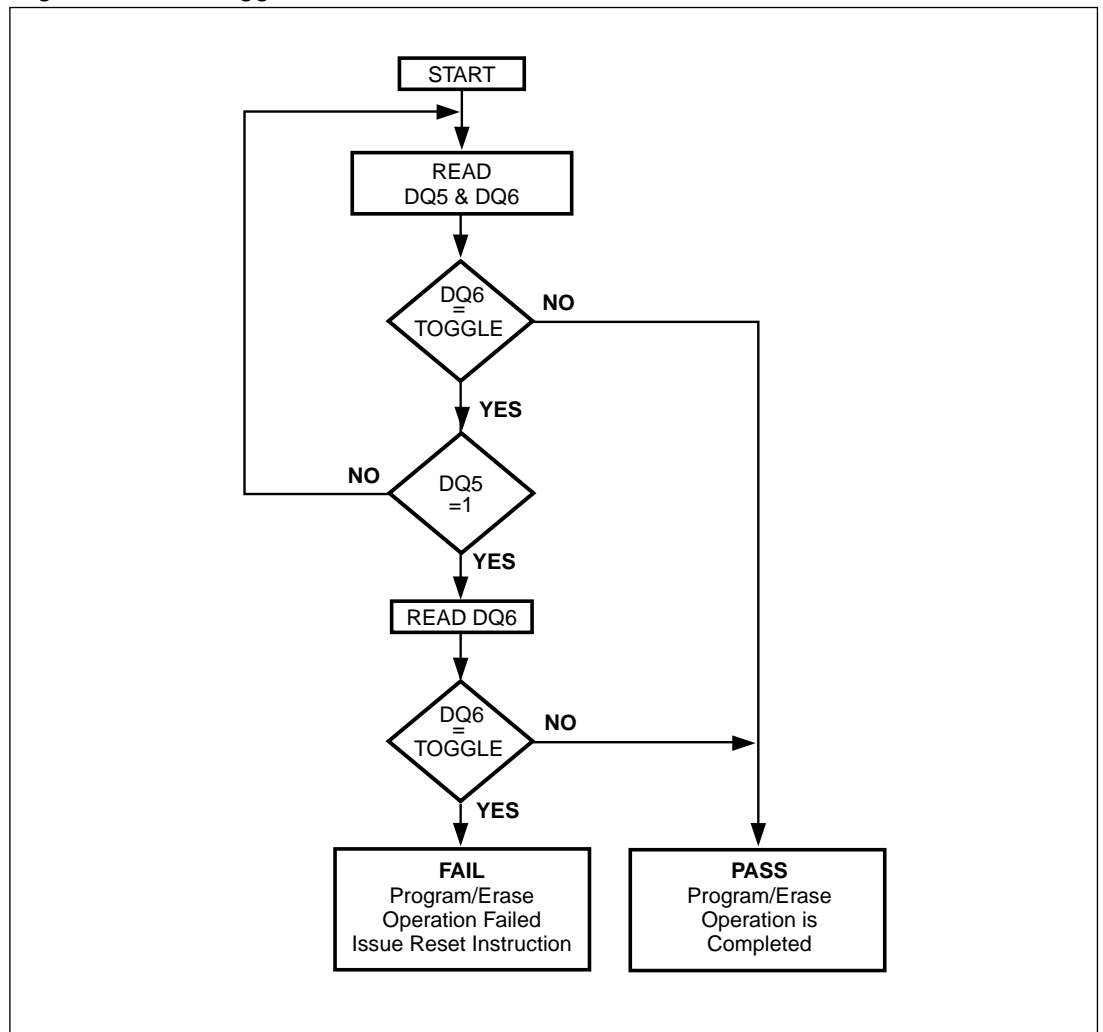 START
READ
DQ5 & DQ6
DQ6
=
TOGGLE
NO
YES
NO
DQ5
=1
YES
READ DQ6
DQ6
=
TOGGLE
NO
YES
FAIL
Program/Erase
Operation Failed
Issue Reset Instruction
PASS
Program/Erase
Operation is
Completed